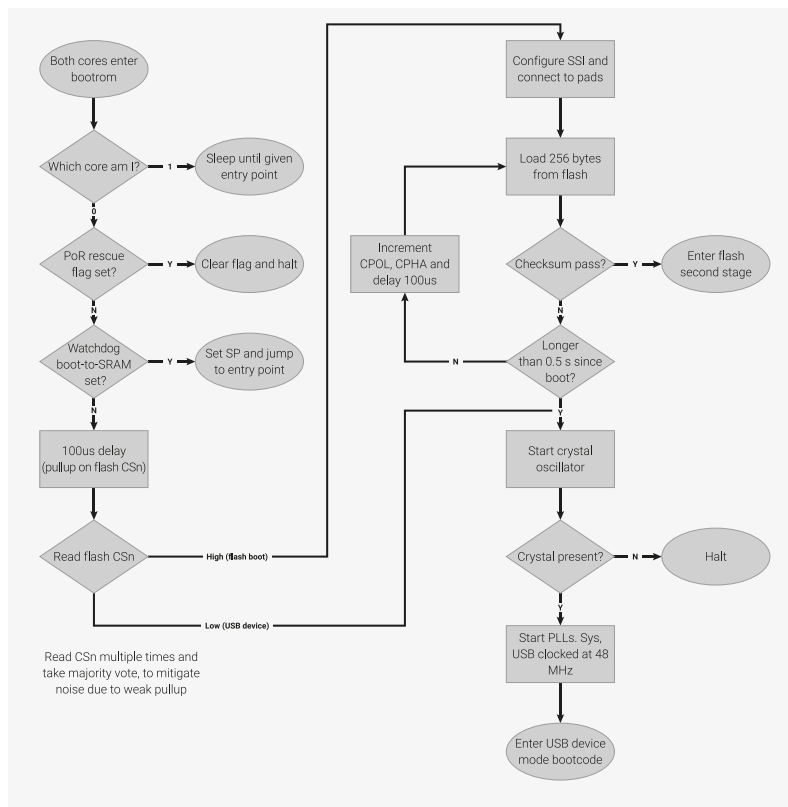 Both cores enter
bootrom
Which core am I?
1
Sleep until given
entry point
0
PoR rescue
flag set?
Y
Clear flag and halt
N
Watchdog
boot-to-SRAM
set?
Y
Set SP and jump
to entry point
N
100us delay
(pullup on flash CSn)
Read flash CSn
High (flash boot)
Low (USB device)
Read CSn multiple times and
take majority vote, to mitigate
noise due to weak pullup
Configure SSI and
connect to pads
Load 256 bytes
from flash
Increment
CPOL, CPHA and
delay 100us
Checksum pass?
Y
Enter flash
second stage
N
Longer
than 0.5 s since
boot?
N
Y
Start crystal
oscillator
Crystal present?
N
Halt
Y
Start PLLs. Sys,
USB clocked at 48
MHz
Enter USB device
mode bootcode